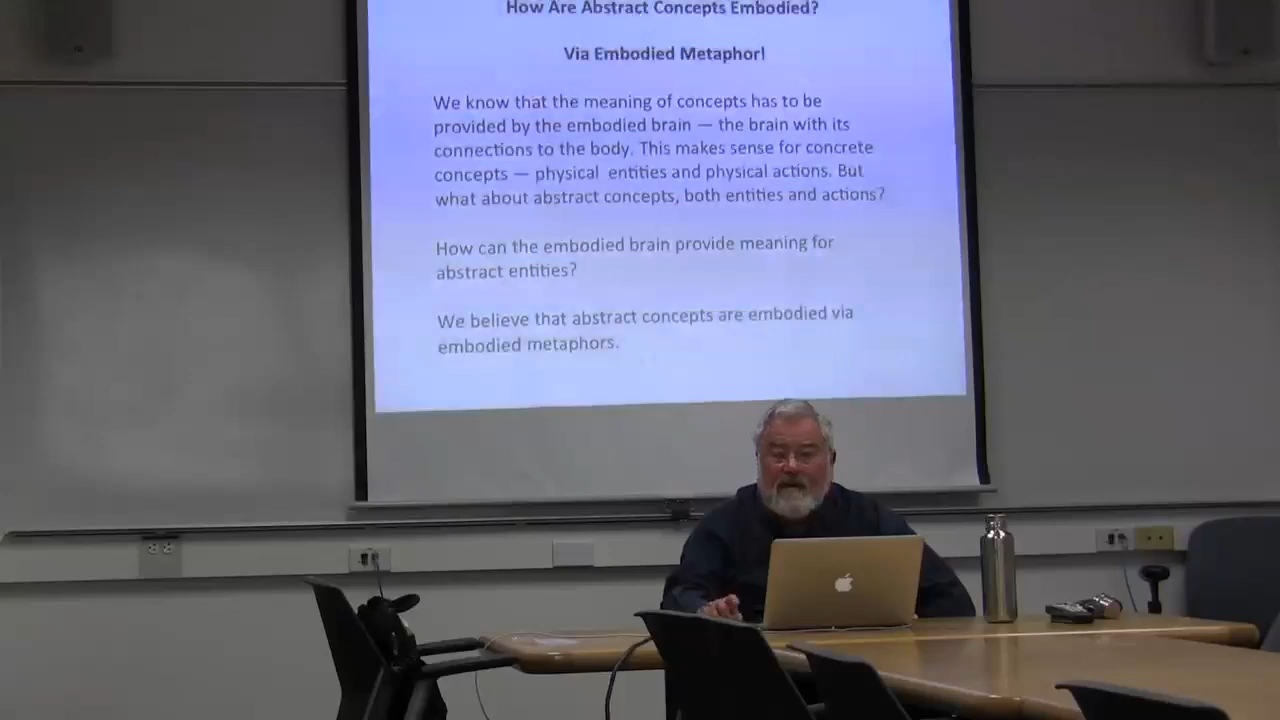 How Are Abstract Concepts Embodied?
Via Embodied Metaphor!
We know that the meaning of concepts has to be
provided by the embodied brain — the brain with its
connections to the body. This makes sense for concrete
concepts — physical entities and physical actions. But
what about abstract concepts, both entities and actions?
How can the embodied brain provide meaning for
abstract entities?
We believe that abstract concepts are embodied via
embodied metaphors.